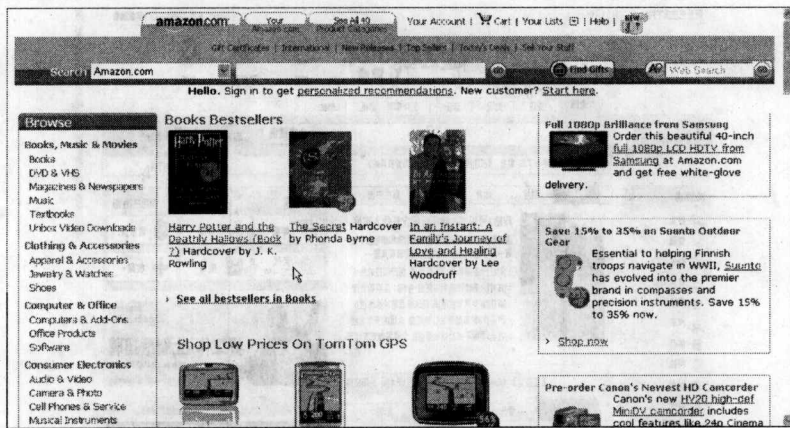 amazon.com
Your Amazon.com
See All 40 Product Categories
Your Account | Cart | Your Lists | Help |
Gift Certificates | International | New Releases | Top Sellers | Today's Deals | Sell Your Stuff
Search Amazon.com
GO
Find Gifts
A9 Web Search
GO
Hello. Sign in to get personalized recommendations. New customer? Start here.
Browse
Books, Music & Movies
Books
DVD & VHS
Magazines & Newspapers
Music
Textbooks
Unbox Video Downloads
Clothing & Accessories
Apparel & Accessories
Jewelry & Watches
Shoes
Computer & Office
Computers & Add-Ons
Office Products
Software
Consumer Electronics
Audio & Video
Camera & Photo
Cell Phones & Service
Musical Instruments
Books Bestsellers
Harry Potter
Harry Potter and the
Deathly Hallows (Book
7) Hardcover by J. K.
Rowling
The Secret Hardcover
by Rhonda Byrne
In an Instant: A
Family's Journey of
Love and Healing
Hardcover by Lee
Woodruff
› See all bestsellers in Books
Shop Low Prices On TomTom GPS
Full 1080p Brilliance from Samsung
Order this beautiful 40-inch
full 1080p LCD HDTV from
Samsung at Amazon.com
and get free white-glove
delivery.
Save 15% to 35% on Suunto Outdoor
Gear
Essential to helping Finnish
troops navigate in WWII, Suunto
has evolved into the premier
brand in compasses and
precision instruments. Save 15%
to 35% now.
› Shop now
Pre-order Canon's Newest HD Camcorder
Canon's new HV20 high-def
MiniDV camcorder includes
cool features like 24p Cinema